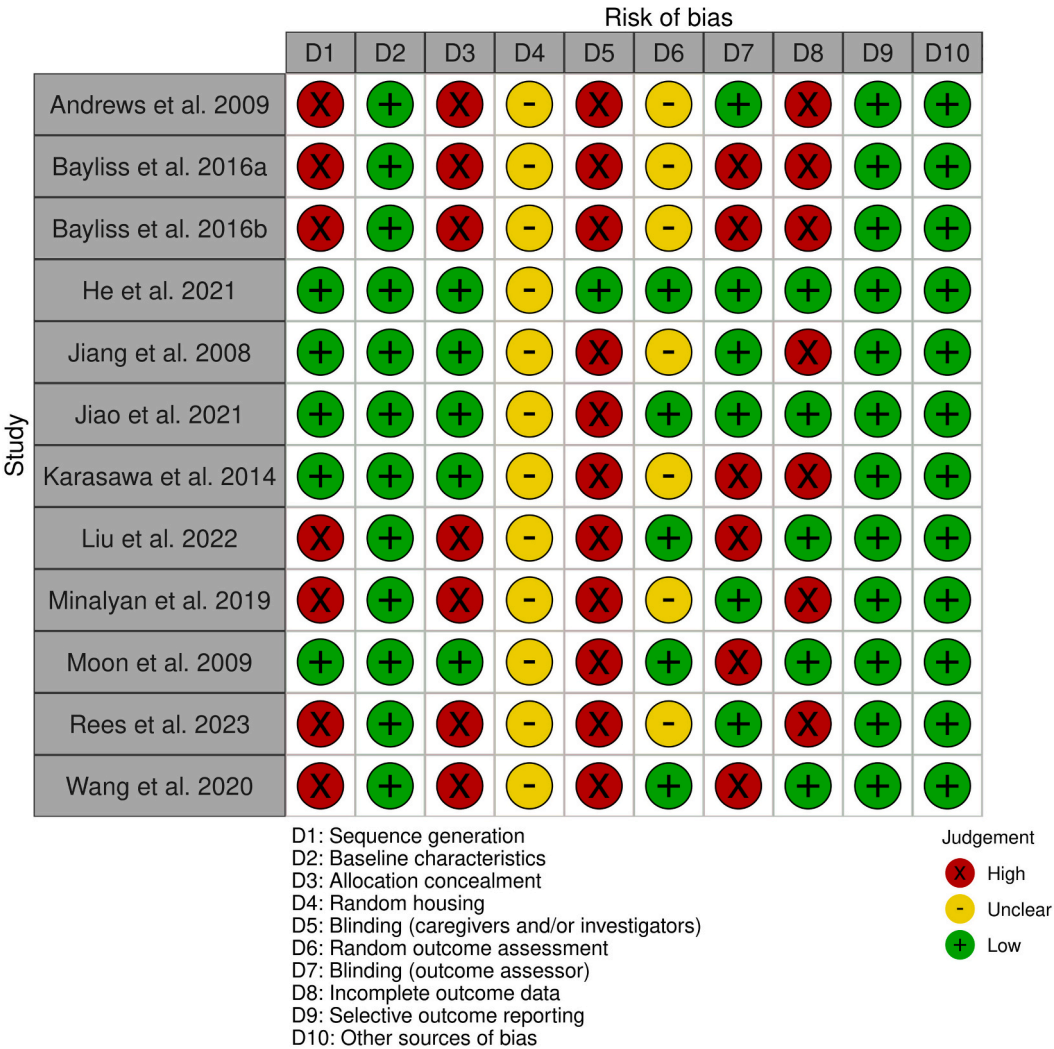 Risk of bias
D1 D2 D3 D4 D5 D6 D7 D8 D9 D10
Study
Andrews et al. 2009 X + X - X - + X + +
Bayliss et al. 2016a X + X - X - X X + +
Bayliss et al. 2016b X + X - X - X X + +
He et al. 2021 + + + - + + + + + +
Jiang et al. 2008 + + + - X - + X + +
Jiao et al. 2021 + + + - X + + + + +
Karasawa et al. 2014 + + + - X - X X + +
Liu et al. 2022 X + X - X + X + + +
Minalyan et al. 2019 X + X - X - + X + +
Moon et al. 2009 + + + - X + X + + +
Rees et al. 2023 X + X - X - + X + +
Wang et al. 2020 X + X - X + X + + +
D1: Sequence generation
D2: Baseline characteristics
D3: Allocation concealment
D4: Random housing
D5: Blinding (caregivers and/or investigators)
D6: Random outcome assessment
D7: Blinding (outcome assessor)
D8: Incomplete outcome data
D9: Selective outcome reporting
D10: Other sources of bias
Judgement
X High
- Unclear
+ Low